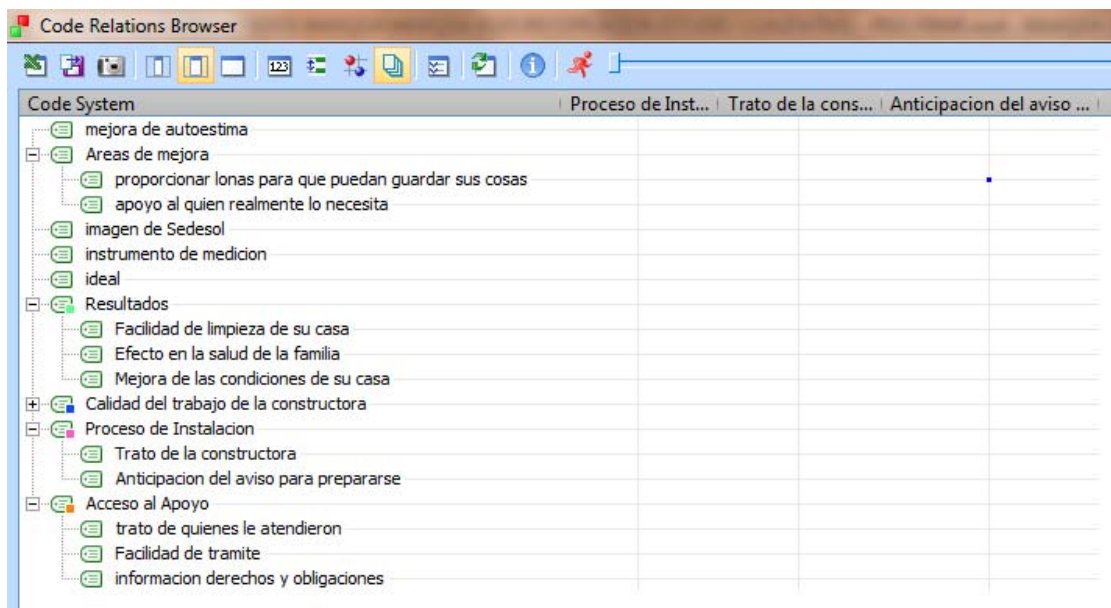 Code Relations Browser
123
Code System Proceso de Inst... Trato de la cons... Anticipacion del aviso ...
mejora de autoestima
Areas de mejora
proporcionar lonas para que puedan guardar sus cosas
apoyo al quien realmente lo necesita
imagen de Sedesol
instrumento de medicion
ideal
Resultados
Facilidad de limpieza de su casa
Efecto en la salud de la familia
Mejora de las condiciones de su casa
Calidad del trabajo de la constructora
Proceso de Instalacion
Trato de la constructora
Anticipacion del aviso para prepararse
Acceso al Apoyo
trato de quienes le atendieron
Facilidad de tramite
informacion derechos y obligaciones